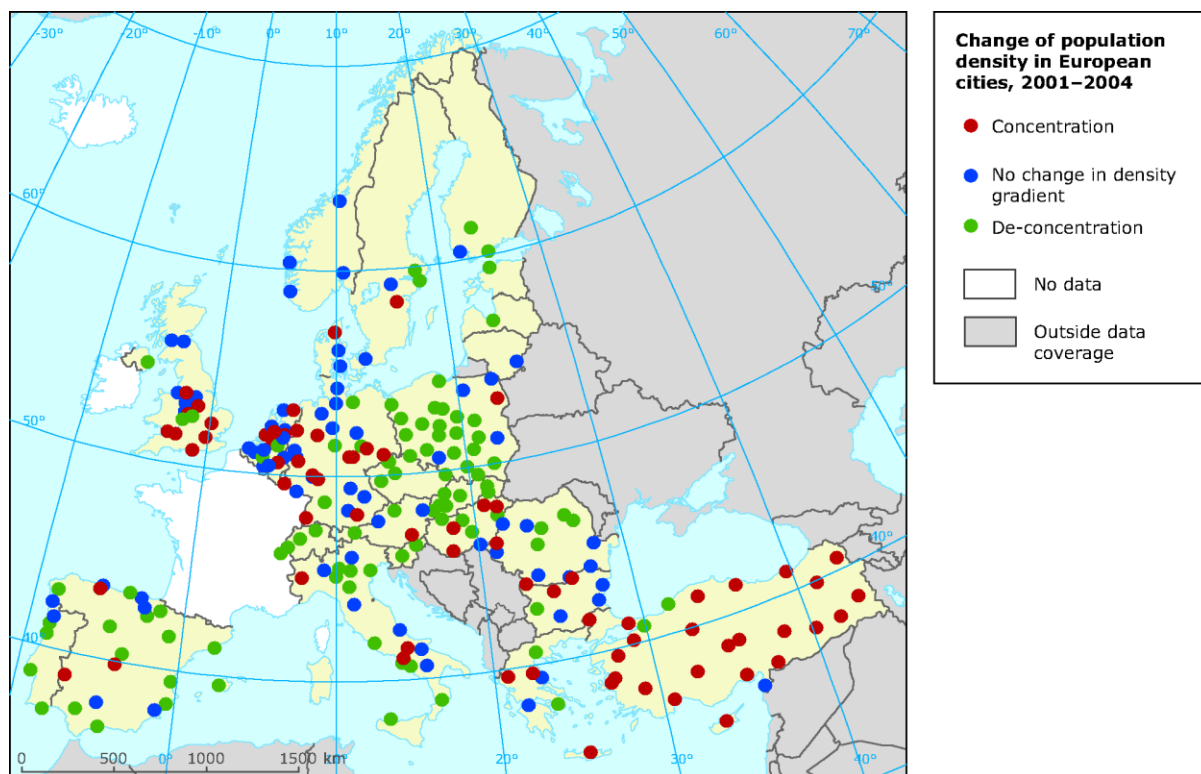 -30°
-20°
-10°
0°
10°
20°
30°
40°
50°
60°
70°
60°
50°
50°
40°
40°
0
500
1000
1500 km
20°
30°
40°
Change of population
density in European
cities, 2001–2004
Concentration
No change in density
gradient
De-concentration
No data
Outside data
coverage